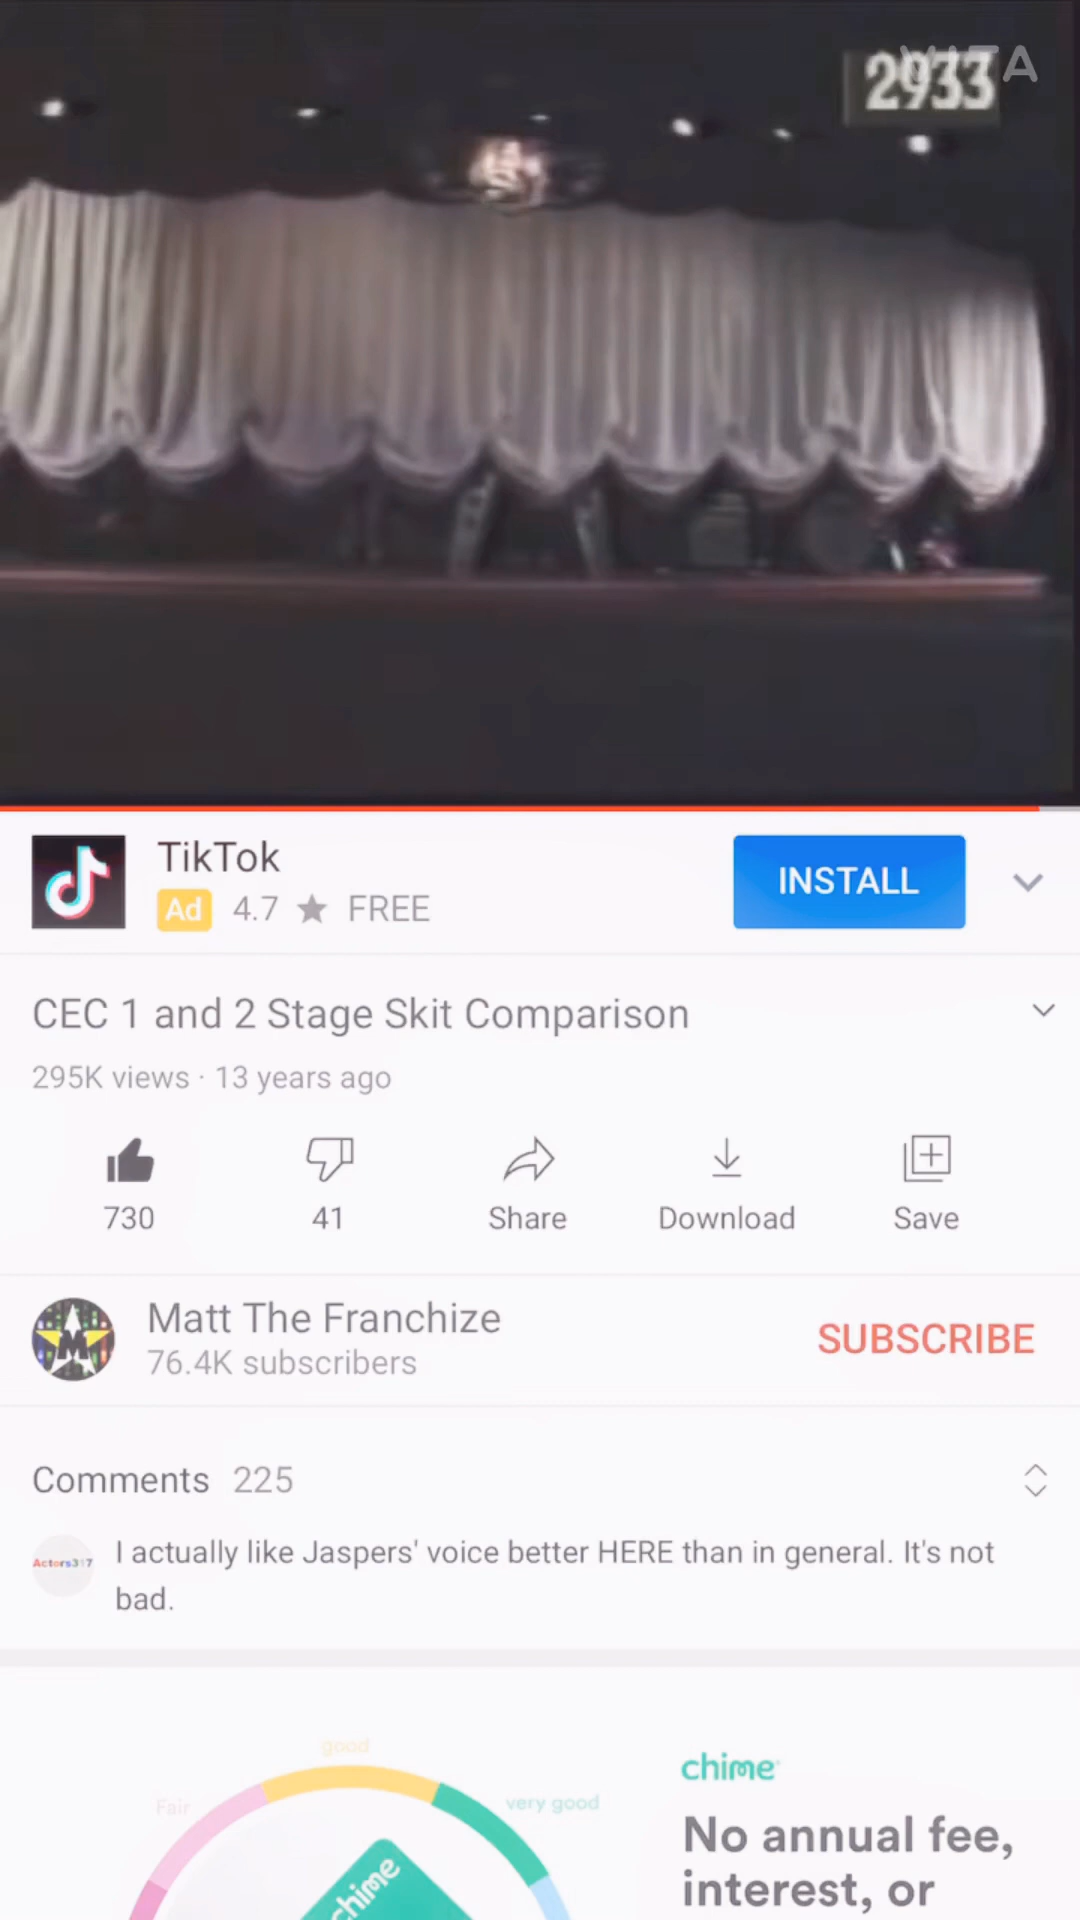 VITA
2933
TikTok
INSTALL
Ad 4.7 ★ FREE
CEC 1 and 2 Stage Skit Comparison
295K views · 13 years ago
730
41
Share
Download
Save
Matt The Franchize
76.4K subscribers
SUBSCRIBE
Comments 225
Actors317
I actually like Jaspers' voice better HERE than in general. It's not
bad.
good
Fair
very good
chime
chime
No annual fee,
interest, or